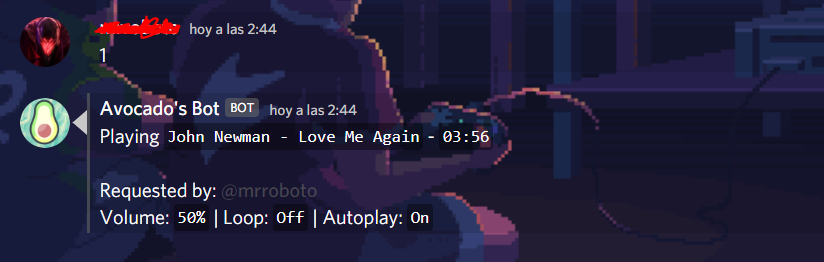 hoy a las 2:44
1
Avocado's Bot BOT hoy a las 2:44
Playing John Newman - Love Me Again - 03:56
Requested by: @mrroboto
Volume: 50% | Loop: Off | Autoplay: On